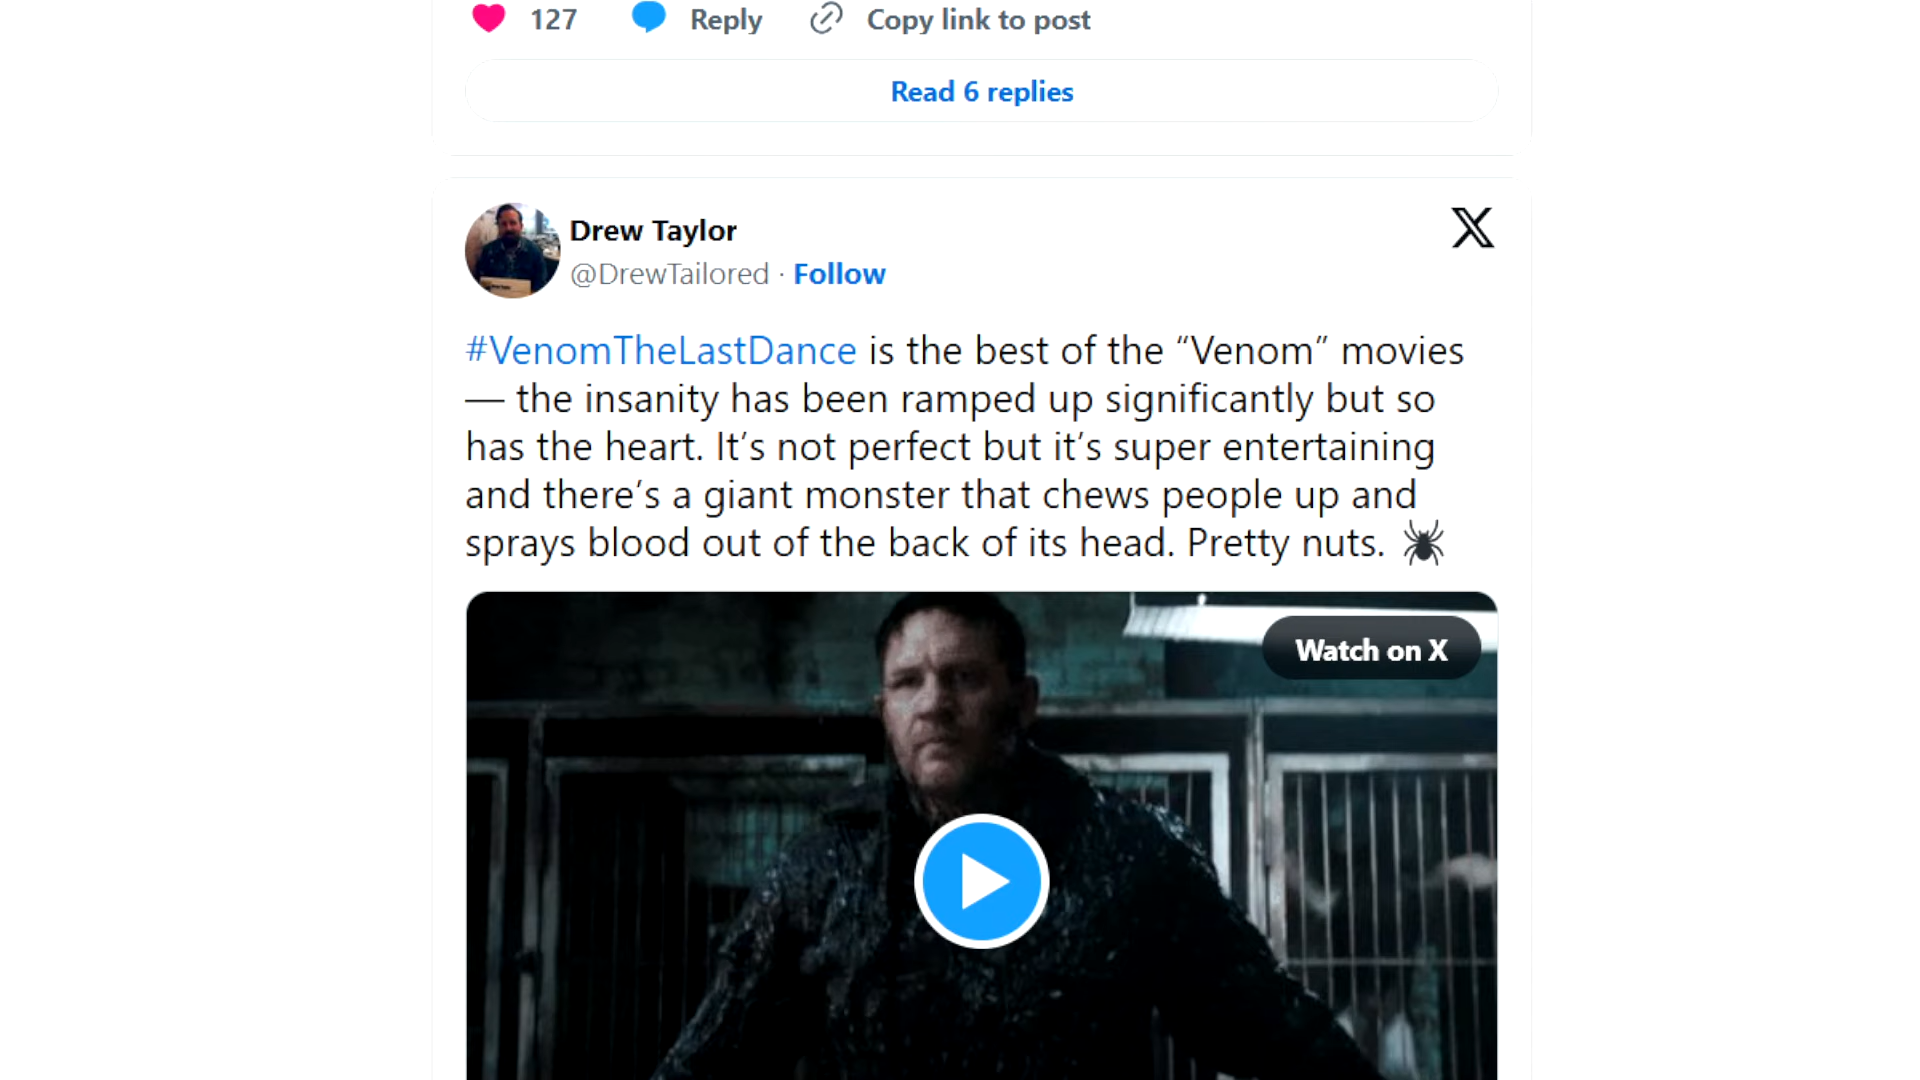 127 Reply Copy link to post
Read 6 replies
Drew Taylor
@DrewTailored · Follow
#VenomTheLastDance is the best of the “Venom” movies
— the insanity has been ramped up significantly but so
has the heart. It’s not perfect but it’s super entertaining
and there’s a giant monster that chews people up and
sprays blood out of the back of its head. Pretty nuts. 🕷
Watch on X